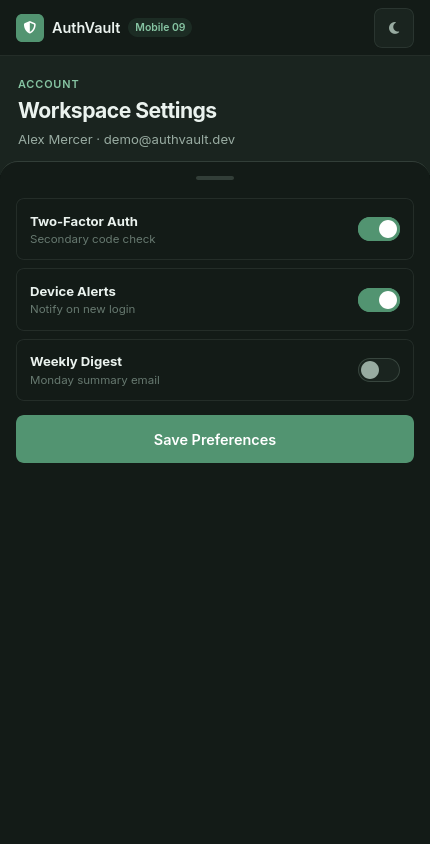 AuthVault Mobile 09
ACCOUNT
Workspace Settings
Alex Mercer · demo@authvault.dev
Two-Factor Auth
Secondary code check
Device Alerts
Notify on new login
Weekly Digest
Monday summary email
Save Preferences